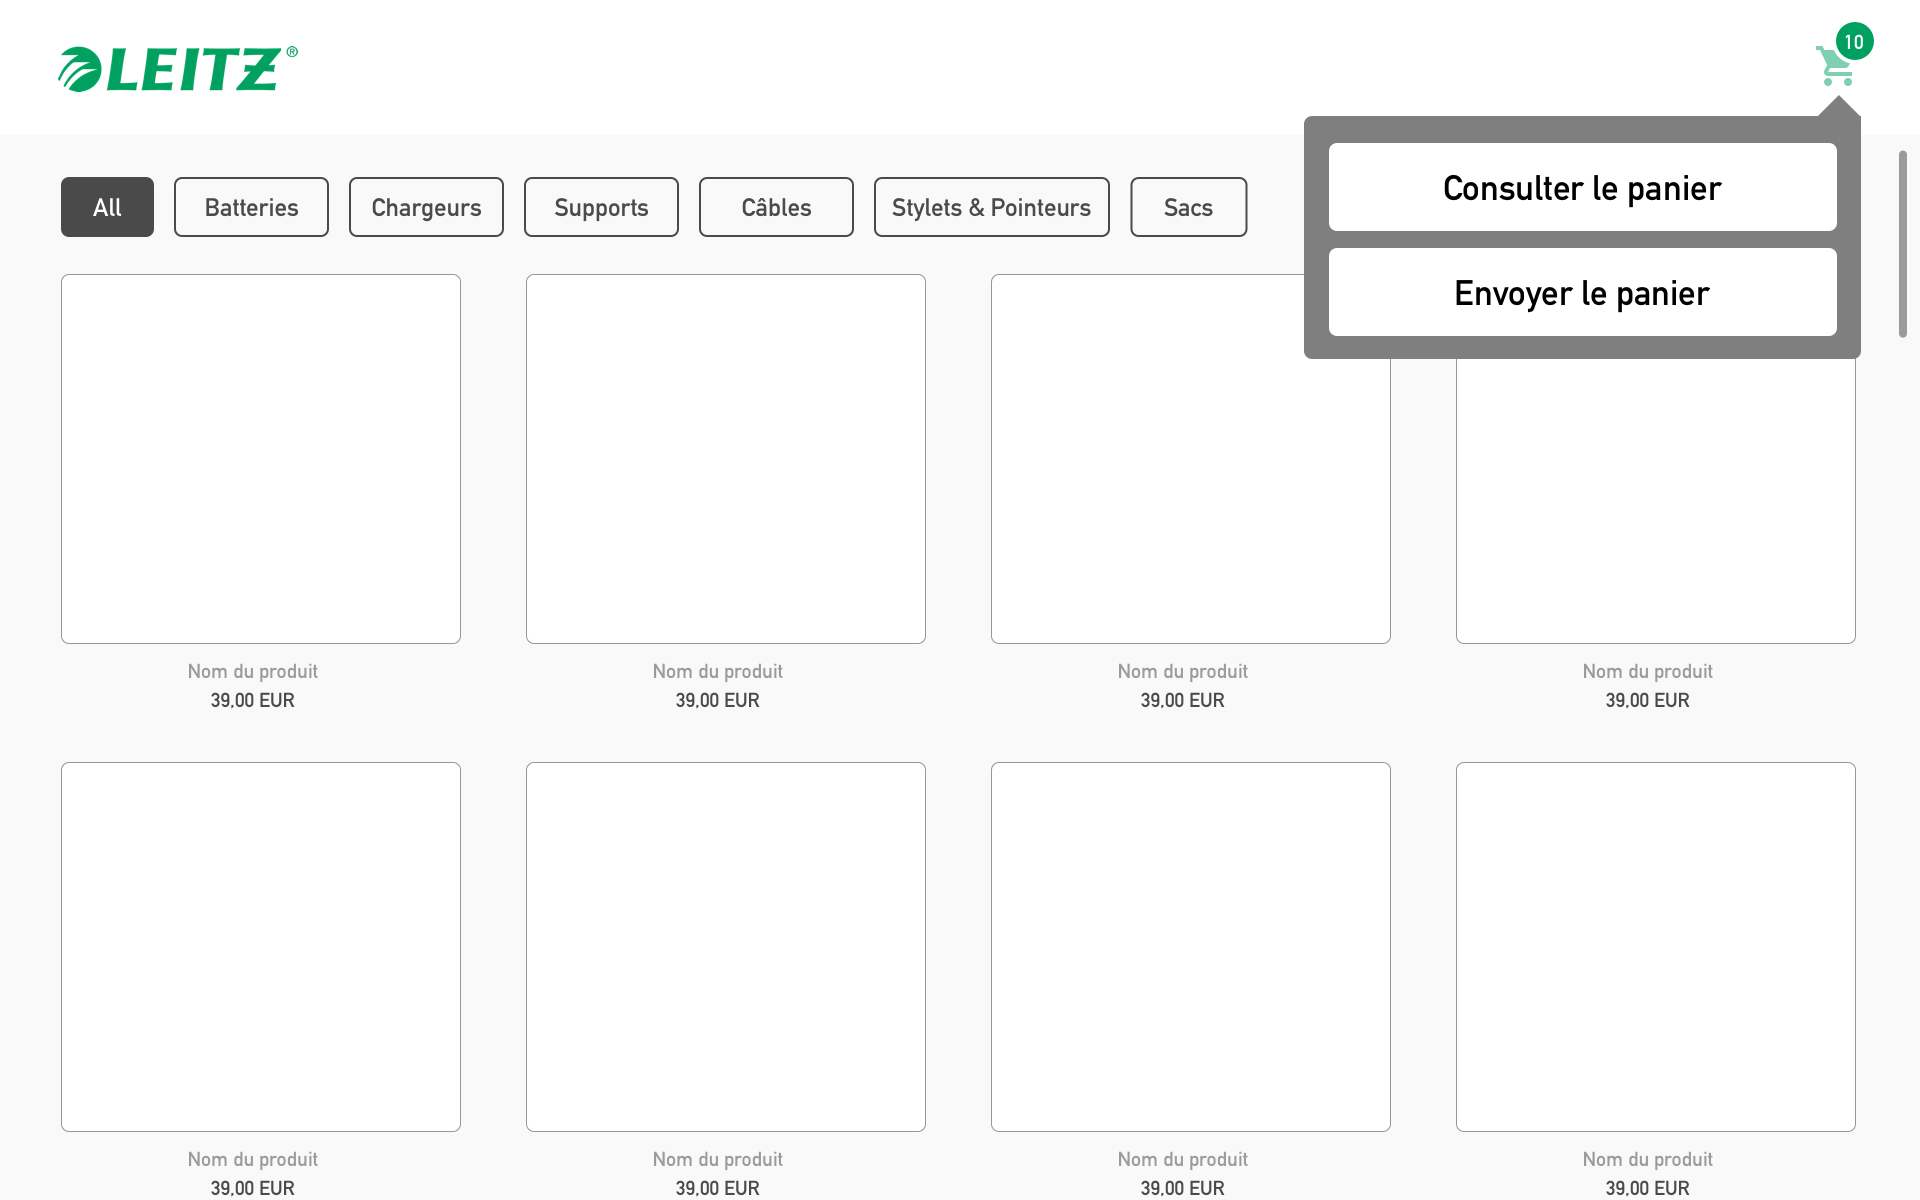 LEITZ®
10
Consulter le panier
Envoyer le panier
All
Batteries
Chargeurs
Supports
Câbles
Stylets & Pointeurs
Sacs
Nom du produit
39,00 EUR
Nom du produit
39,00 EUR
Nom du produit
39,00 EUR
Nom du produit
39,00 EUR
Nom du produit
39,00 EUR
Nom du produit
39,00 EUR
Nom du produit
39,00 EUR
Nom du produit
39,00 EUR